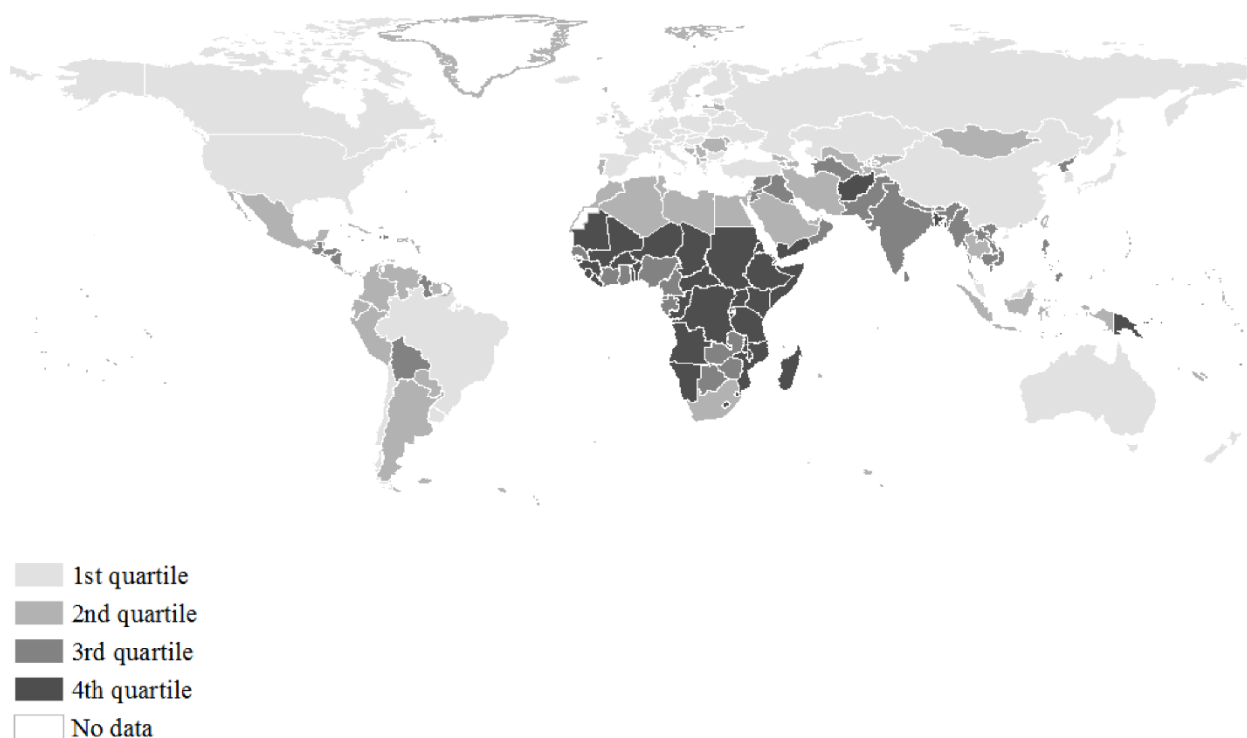 1st quartile
2nd quartile
3rd quartile
4th quartile
No data